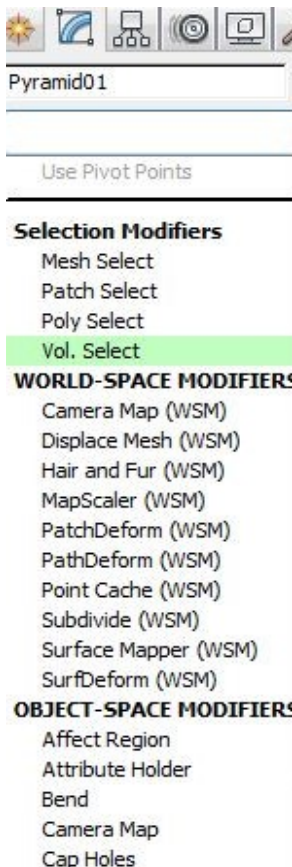 Pyramid01
Use Pivot Points
Selection Modifiers
Mesh Select
Patch Select
Poly Select
Vol. Select
WORLD-SPACE MODIFIERS
Camera Map (WSM)
Displace Mesh (WSM)
Hair and Fur (WSM)
MapScaler (WSM)
PatchDeform (WSM)
PathDeform (WSM)
Point Cache (WSM)
Subdivide (WSM)
Surface Mapper (WSM)
SurfDeform (WSM)
OBJECT-SPACE MODIFIERS
Affect Region
Attribute Holder
Bend
Camera Map
Cap Holes